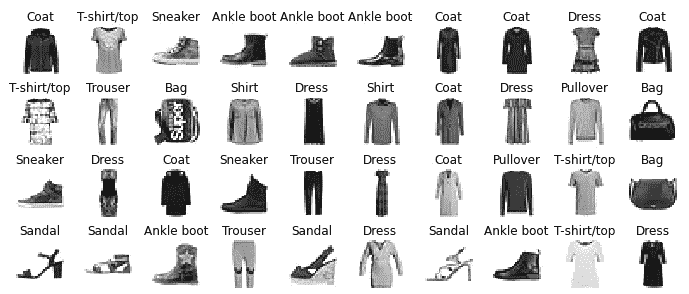 Coat T-shirt/top Sneaker Ankle boot Ankle boot Ankle boot Coat Coat Dress Coat
T-shirt/top Trouser Bag Shirt Dress Shirt Coat Dress Pullover Bag
Super
Sneaker Dress Coat Sneaker Trouser Dress Coat Pullover T-shirt/top Bag
Sandal Sandal Ankle boot Trouser Sandal Dress Sandal Ankle boot T-shirt/top Dress